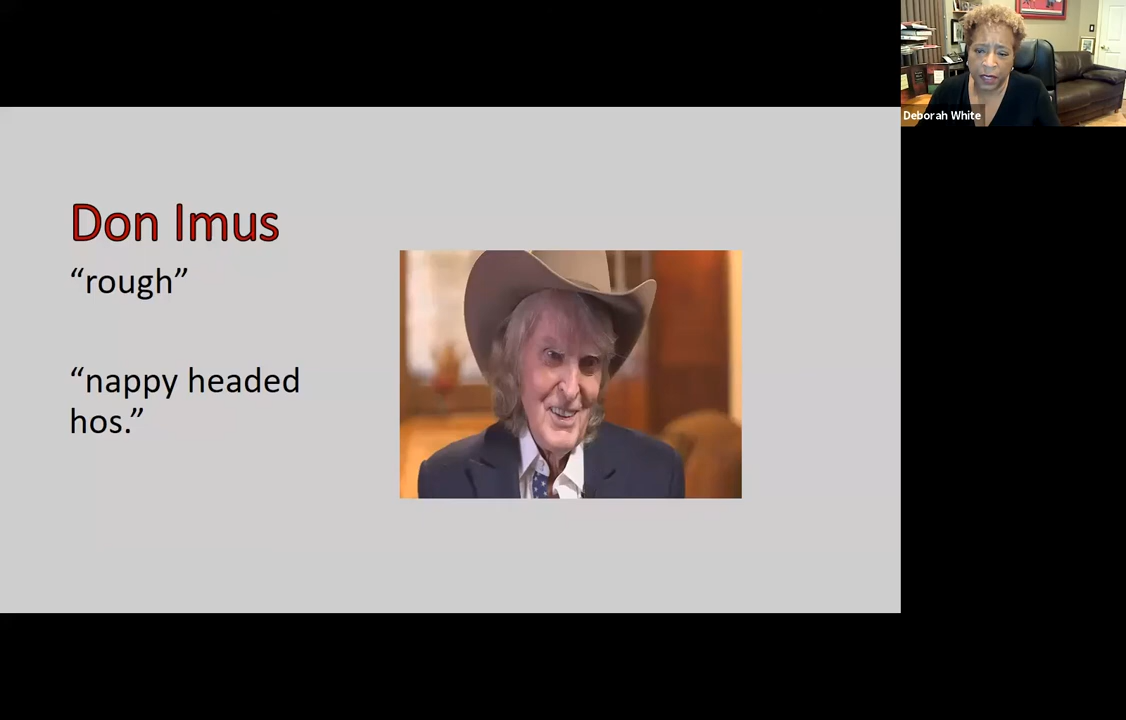 Don Imus
“rough”
“nappy headed
hos.”
Deborah White